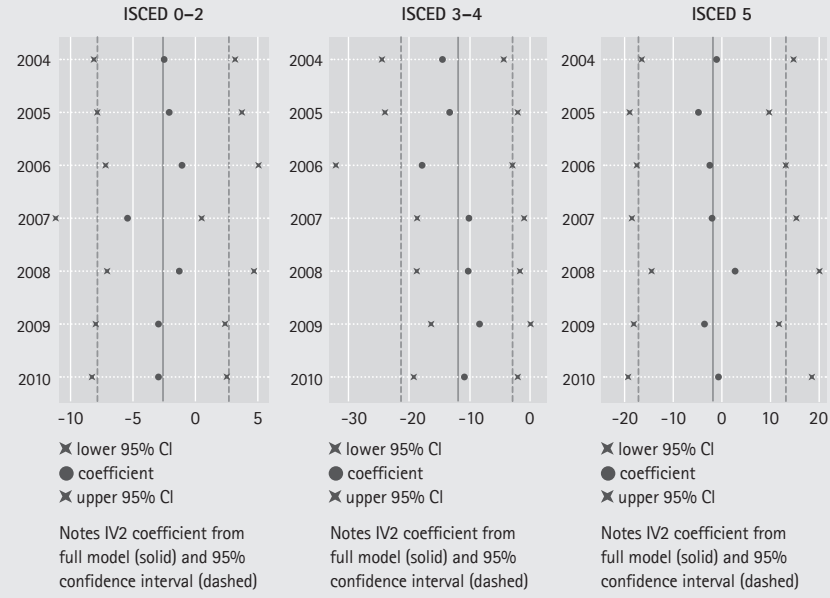 ISCED 0–2
2004
2005
2006
2007
2008
2009
2010
-10 -5 0 5
✖ lower 95% CI
● coefficient
✖ upper 95% CI
Notes IV2 coefficient from
full model (solid) and 95%
confidence interval (dashed)
ISCED 3–4
2004
2005
2006
2007
2008
2009
2010
-30 -20 -10 0
✖ lower 95% CI
● coefficient
✖ upper 95% CI
Notes IV2 coefficient from
full model (solid) and 95%
confidence interval (dashed)
ISCED 5
2004
2005
2006
2007
2008
2009
2010
-20 -10 0 10 20
✖ lower 95% CI
● coefficient
✖ upper 95% CI
Notes IV2 coefficient from
full model (solid) and 95%
confidence interval (dashed)